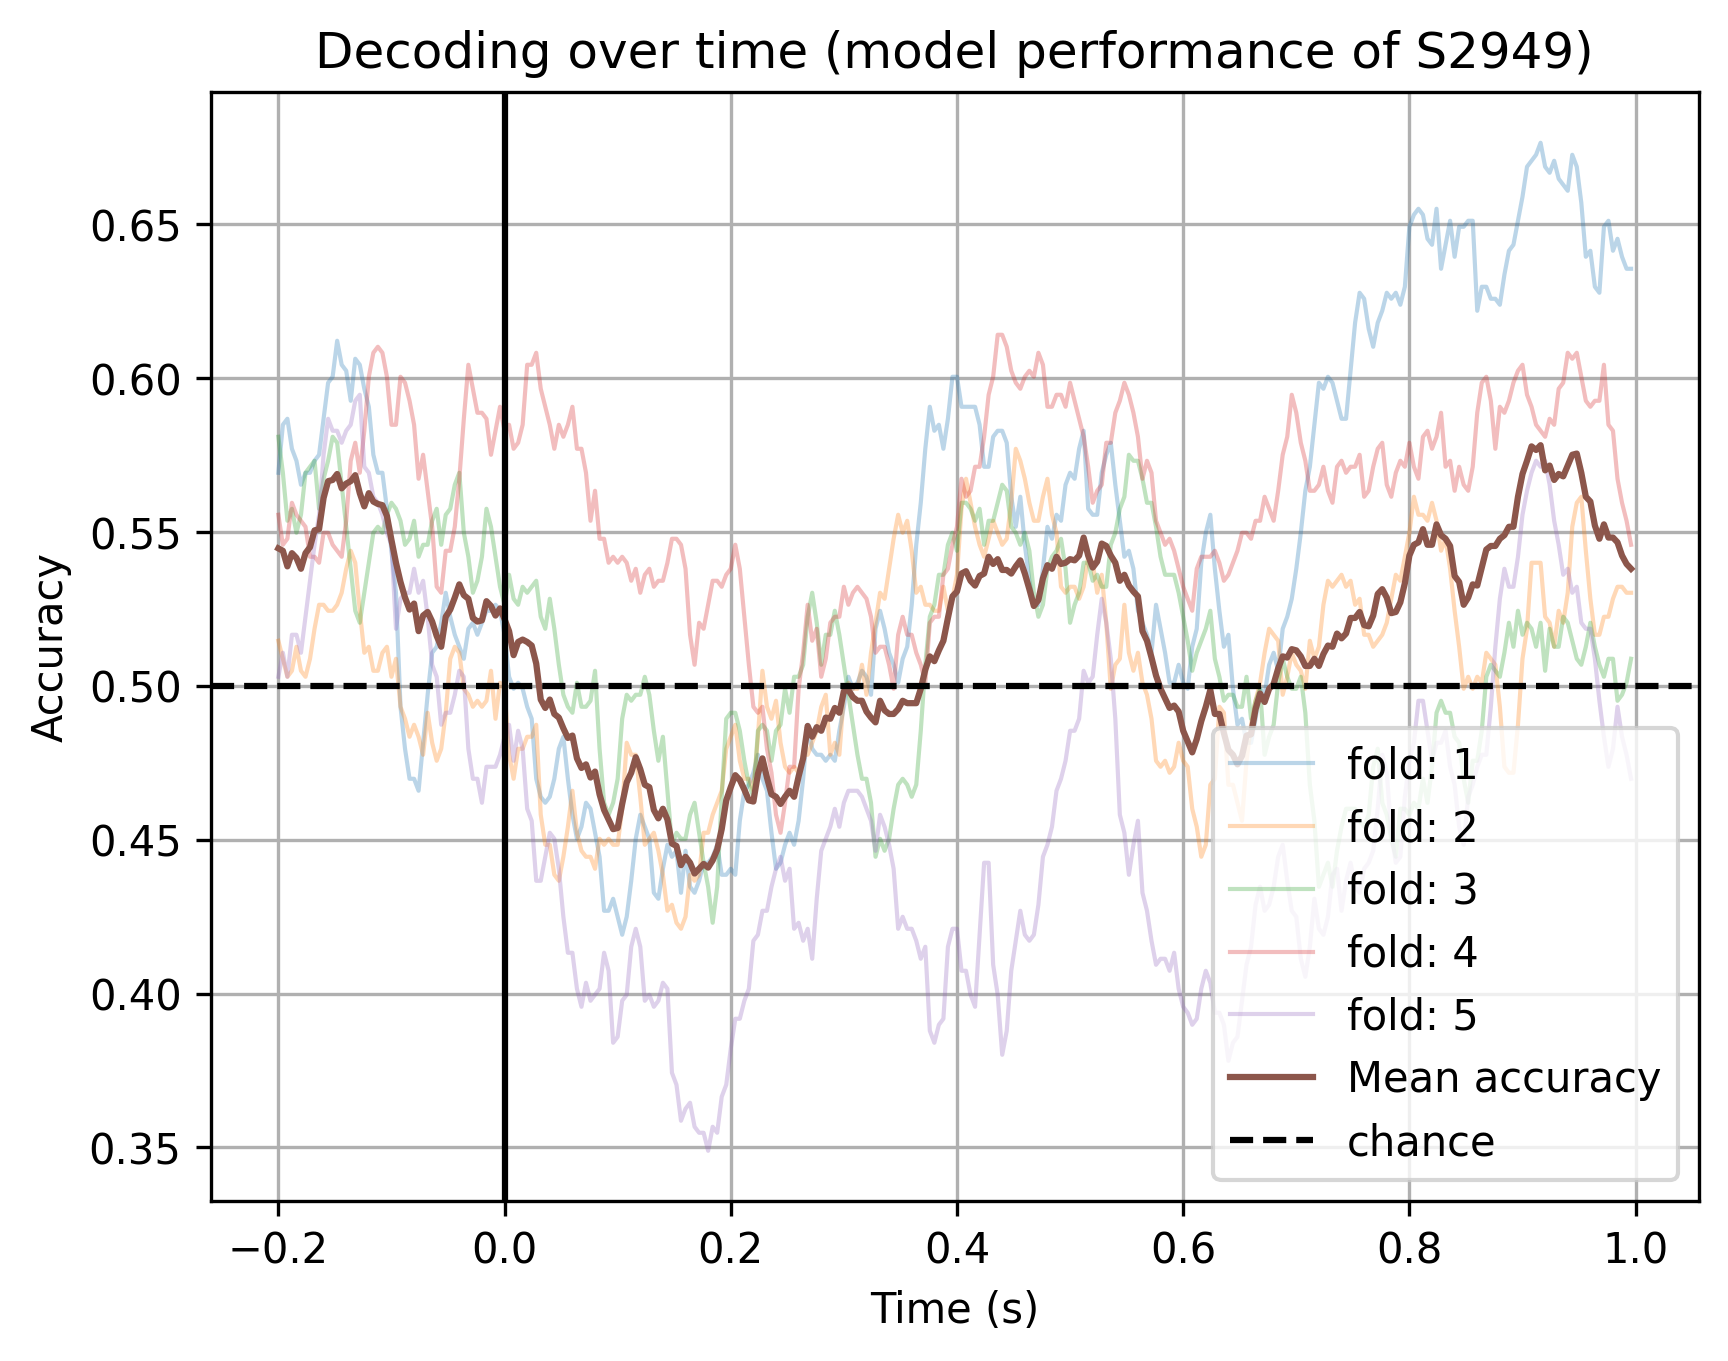 Decoding over time (model performance of S2949)
Accuracy
0.65
0.60
0.55
0.50
0.45
0.40
0.35
fold: 1
fold: 2
fold: 3
fold: 4
fold: 5
Mean accuracy
chance
−0.2
0.0
0.2
0.4
0.6
0.8
1.0
Time (s)